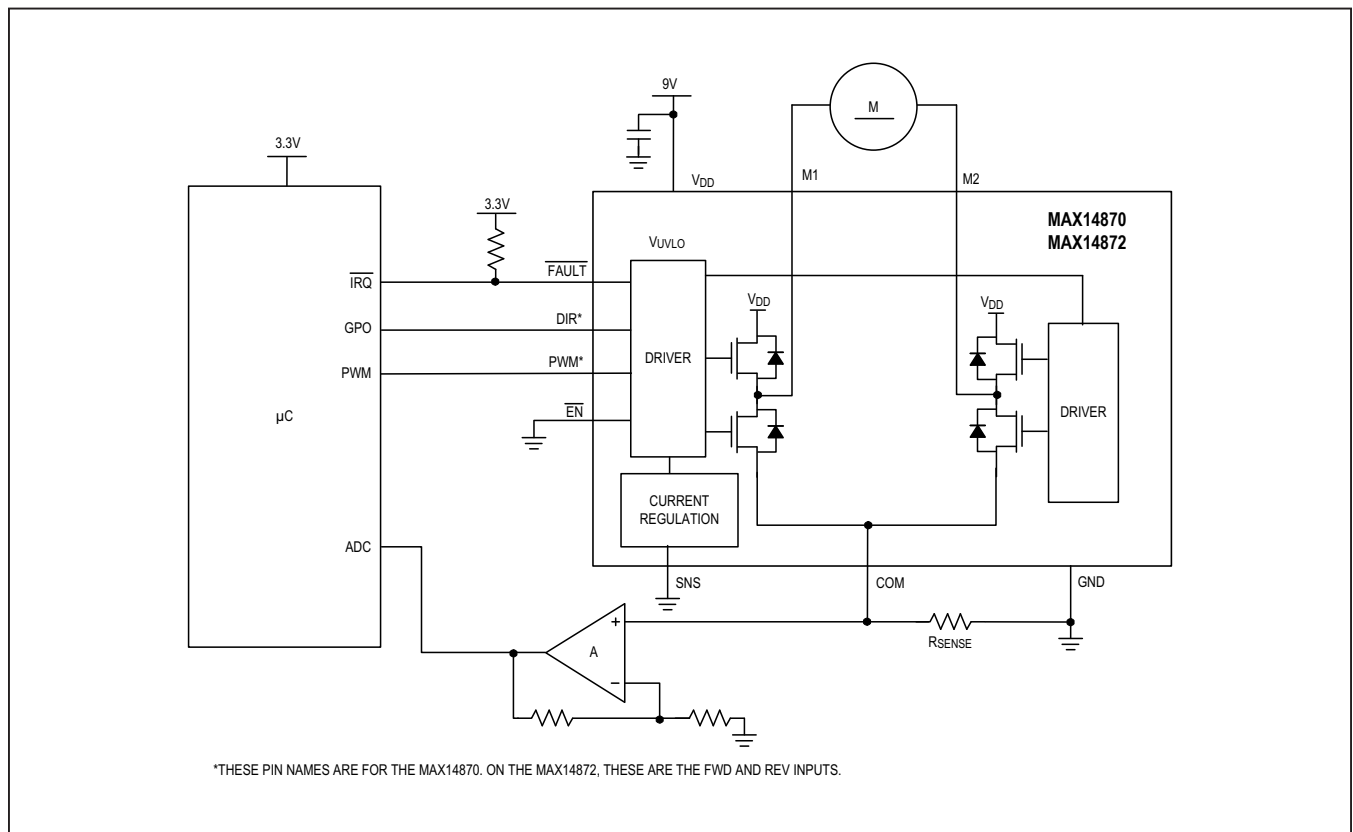 9V
M
3.3V
M1
M2
VDD
3.3V
MAX14870
MAX14872
VUVLO
FAULT
IRQ
VDD
VDD
GPO
DIR*
DRIVER
PWM
PWM*
DRIVER
µC
EN
CURRENT
REGULATION
ADC
SNS
COM
GND
+
A
RSENSE
−
*THESE PIN NAMES ARE FOR THE MAX14870. ON THE MAX14872, THESE ARE THE FWD AND REV INPUTS.